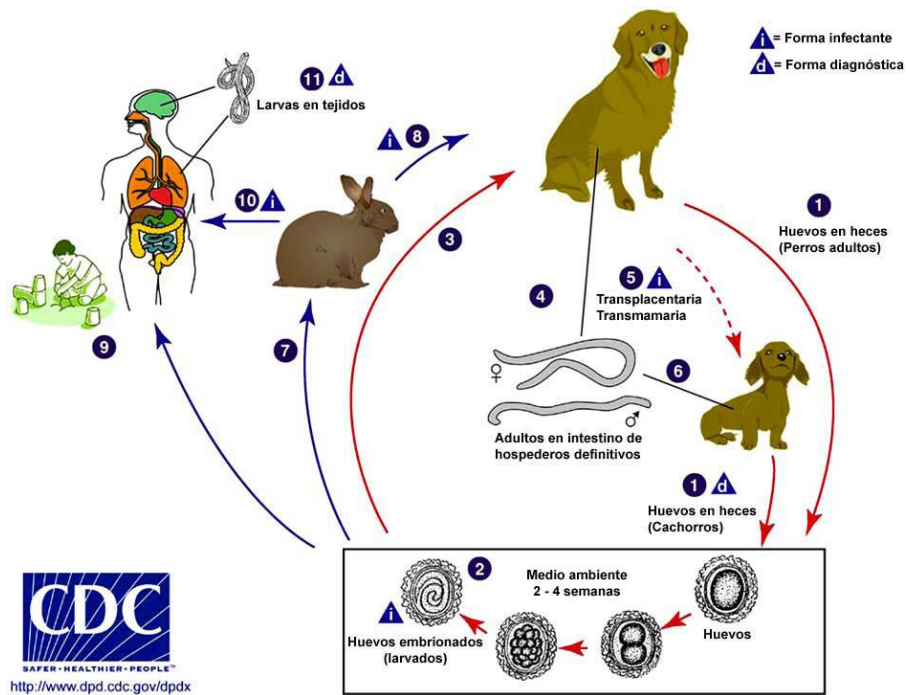 i = Forma infectante
d = Forma diagnóstica
11 d
Larvas en tejidos
i 8
10 i
3
1
Huevos en heces
(Perros adultos)
5 i
Transplacentaria
Transmamaria
4
9
7
6
♀
♂
Adultos en intestino de
hospederos definitivos
1 d
Huevos en heces
(Cachorros)
2
Medio ambiente
2 - 4 semanas
i
Huevos embrionados
(larvados)
Huevos
CDC
SAFER·HEALTHIER·PEOPLE™
http://www.dpd.cdc.gov/dpdx